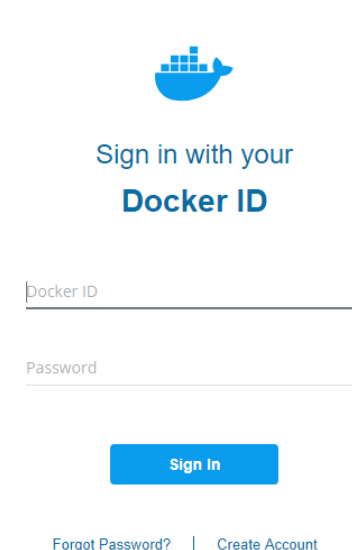 Sign in with your
Docker ID
Docker ID
Password
Sign In
Forgot Password? | Create Account